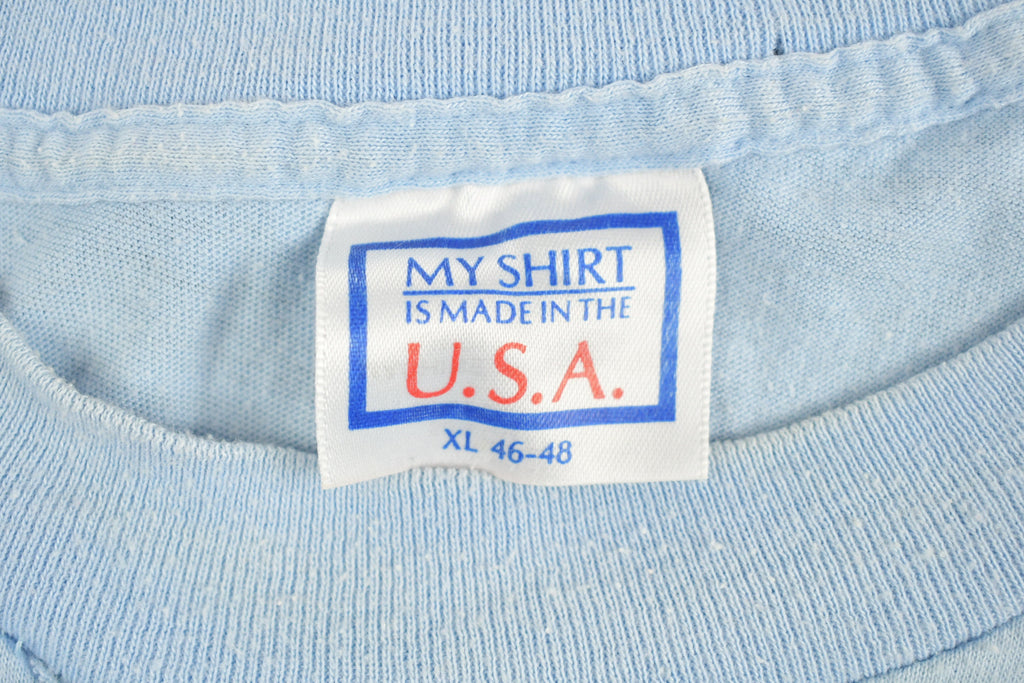 MY SHIRT
IS MADE IN THE
U.S.A.
XL 46-48